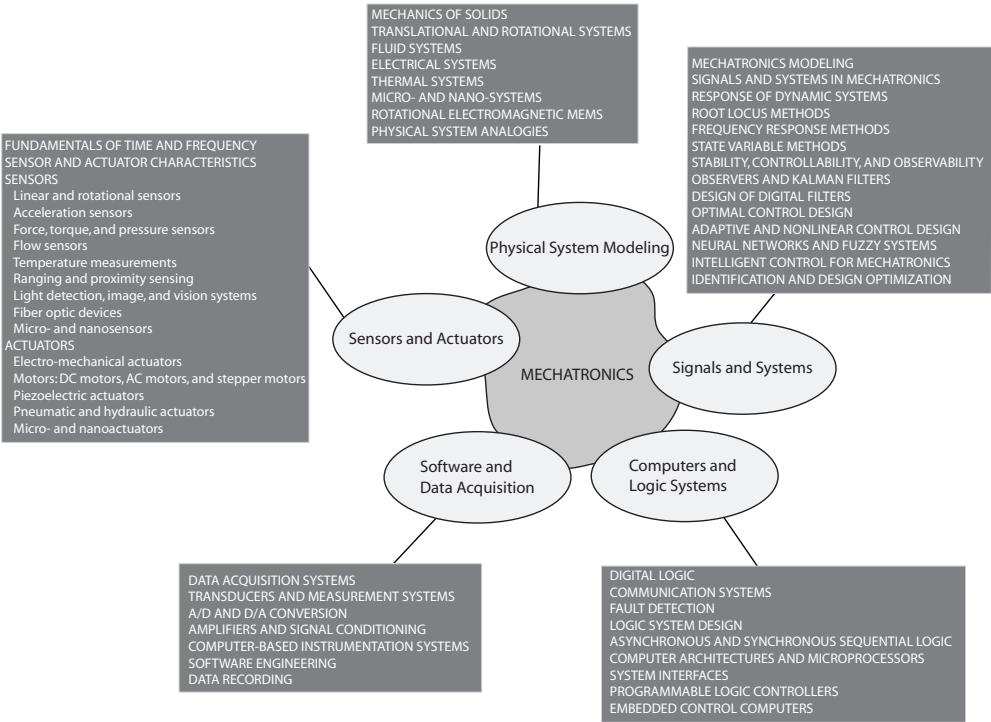 MECHANICS OF SOLIDS
TRANSLATIONAL AND ROTATIONAL SYSTEMS
FLUID SYSTEMS
ELECTRICAL SYSTEMS
THERMAL SYSTEMS
MICRO- AND NANO-SYSTEMS
ROTATIONAL ELECTROMAGNETIC MEMS
PHYSICAL SYSTEM ANALOGIES
MECHATRONICS MODELING
SIGNALS AND SYSTEMS IN MECHATRONICS
RESPONSE OF DYNAMIC SYSTEMS
ROOT LOCUS METHODS
FREQUENCY RESPONSE METHODS
STATE VARIABLE METHODS
STABILITY, CONTROLLABILITY, AND OBSERVABILITY
OBSERVERS AND KALMAN FILTERS
DESIGN OF DIGITAL FILTERS
OPTIMAL CONTROL DESIGN
ADAPTIVE AND NONLINEAR CONTROL DESIGN
NEURAL NETWORKS AND FUZZY SYSTEMS
INTELLIGENT CONTROL FOR MECHATRONICS
IDENTIFICATION AND DESIGN OPTIMIZATION
FUNDAMENTALS OF TIME AND FREQUENCY
SENSOR AND ACTUATOR CHARACTERISTICS
SENSORS
Linear and rotational sensors
Acceleration sensors
Force, torque, and pressure sensors
Flow sensors
Temperature measurements
Ranging and proximity sensing
Light detection, image, and vision systems
Fiber optic devices
Micro- and nanosensors
ACTUATORS
Electro-mechanical actuators
Motors: DC motors, AC motors, and stepper motors
Piezoelectric actuators
Pneumatic and hydraulic actuators
Micro- and nanoactuators
Physical System Modeling
Sensors and Actuators
MECHATRONICS
Signals and Systems
Software and
Data Acquisition
Computers and
Logic Systems
DATA ACQUISITION SYSTEMS
TRANSDUCERS AND MEASUREMENT SYSTEMS
A/D AND D/A CONVERSION
AMPLIFIERS AND SIGNAL CONDITIONING
COMPUTER-BASED INSTRUMENTATION SYSTEMS
SOFTWARE ENGINEERING
DATA RECORDING
DIGITAL LOGIC
COMMUNICATION SYSTEMS
FAULT DETECTION
LOGIC SYSTEM DESIGN
ASYNCHRONOUS AND SYNCHRONOUS SEQUENTIAL LOGIC
COMPUTER ARCHITECTURES AND MICROPROCESSORS
SYSTEM INTERFACES
PROGRAMMABLE LOGIC CONTROLLERS
EMBEDDED CONTROL COMPUTERS